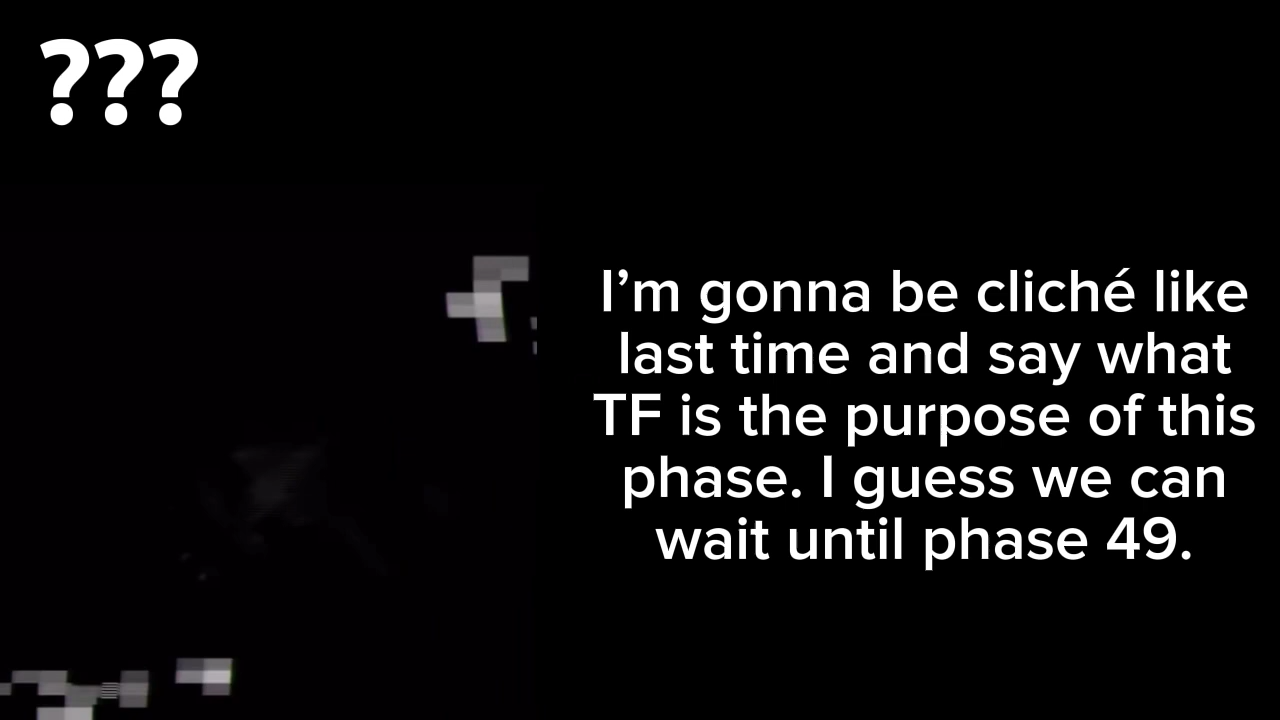 ???
I’m gonna be cliché like
last time and say what
TF is the purpose of this
phase. I guess we can
wait until phase 49.